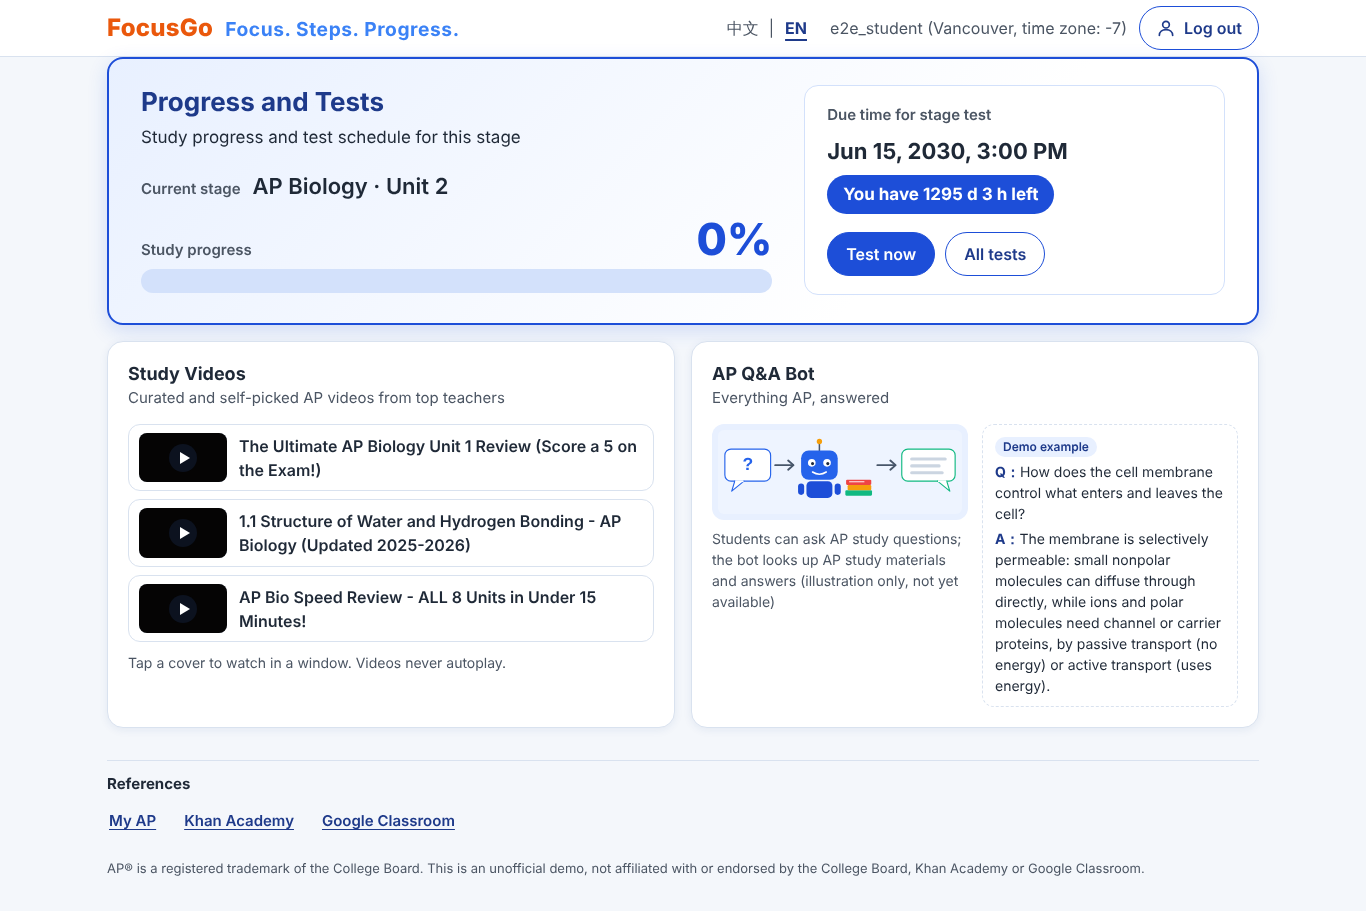 FocusGo Focus. Steps. Progress.
中文 | EN e2e_student (Vancouver, time zone: -7) Log out
Progress and Tests
Study progress and test schedule for this stage
Current stage AP Biology · Unit 2
Study progress 0%
Due time for stage test
Jun 15, 2030, 3:00 PM
You have 1295 d 3 h left
Test now All tests
Study Videos
Curated and self-picked AP videos from top teachers
The Ultimate AP Biology Unit 1 Review (Score a 5 on
the Exam!)
1.1 Structure of Water and Hydrogen Bonding - AP
Biology (Updated 2025-2026)
AP Bio Speed Review - ALL 8 Units in Under 15
Minutes!
Tap a cover to watch in a window. Videos never autoplay.
AP Q&A Bot
Everything AP, answered
?
Students can ask AP study questions;
the bot looks up AP study materials
and answers (illustration only, not yet
available)
Demo example
Q : How does the cell membrane
control what enters and leaves the
cell?
A : The membrane is selectively
permeable: small nonpolar
molecules can diffuse through
directly, while ions and polar
molecules need channel or carrier
proteins, by passive transport (no
energy) or active transport (uses
energy).
References
My AP Khan Academy Google Classroom
AP® is a registered trademark of the College Board. This is an unofficial demo, not affiliated with or endorsed by the College Board, Khan Academy or Google Classroom.